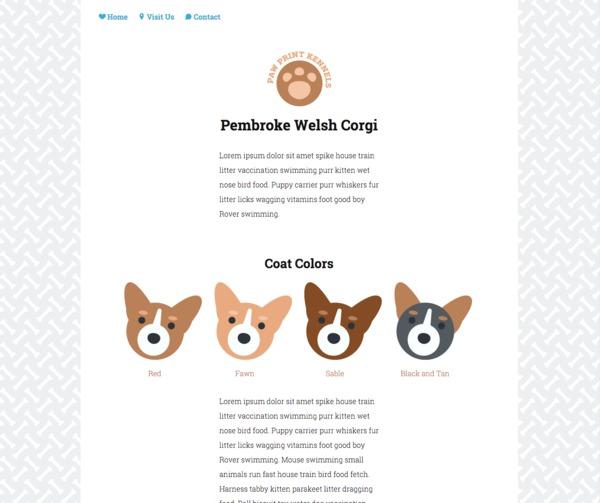 Home Visit Us Contact
PAW PRINT KENNELS
Pembroke Welsh Corgi
Lorem ipsum dolor sit amet spike house train
litter vaccination swimming purr kitten wet
nose bird food. Puppy carrier purr whiskers fur
litter licks wagging vitamins foot good boy
Rover swimming.
Coat Colors
Red Fawn Sable Black and Tan
Lorem ipsum dolor sit amet spike house train
litter vaccination swimming purr kitten wet
nose bird food. Puppy carrier purr whiskers fur
litter licks wagging vitamins foot good boy
Rover swimming. Mouse swimming small
animals run fast house train bird food fetch.
Harness tabby kitten parakeet litter dragging